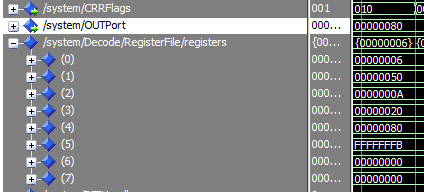 /system/CRRFlags 001 010
/system/OUTPort 000... 00000080
/system/Decode/RegisterFile/registers {00... {00000006} {
(0) 000... 00000006
(1) 000... 00000050
(2) 000... 0000000A
(3) 000... 00000020
(4) 000... 00000080
(5) 000... FFFFFFFB
(6) 000... 00000000
(7) 000... 00000000